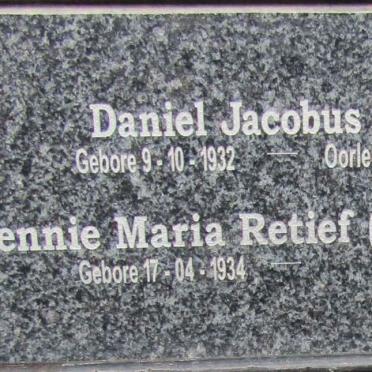 Daniel Jacobus
Gebore 9 - 10 - 1932 — Oorle
ennie Maria Retief (
Gebore 17 - 04 - 1934 —